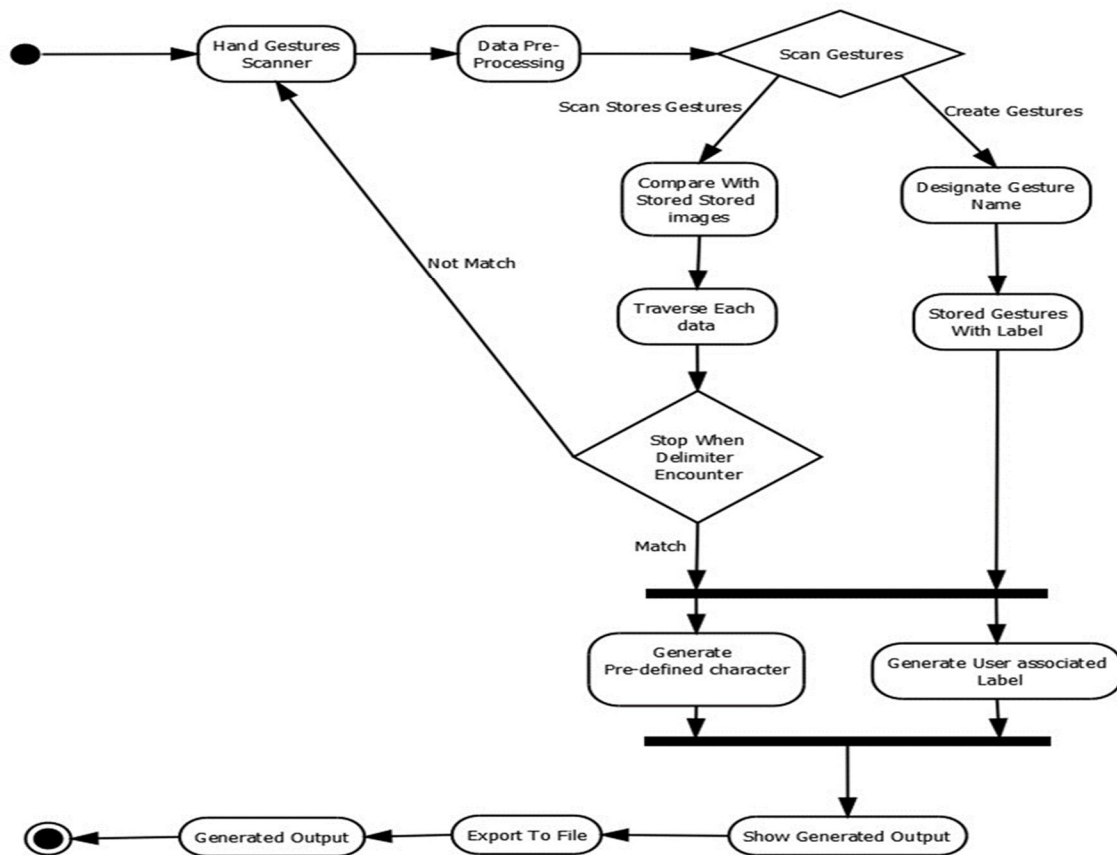 Hand Gestures
Scanner
Data Pre-
Processing
Scan Gestures
Scan Stores Gestures
Create Gestures
Compare With
Stored Stored
images
Designate Gesture
Name
Not Match
Traverse Each
data
Stored Gestures
With Label
Stop When
Delimiter
Encounter
Match
Generate
Pre-defined character
Generate User associated
Label
Generated Output
Export To File
Show Generated Output